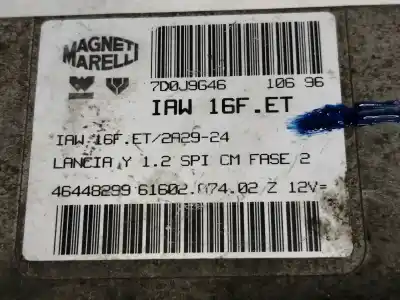 MAGNETI
MARELLI
7D0J9G46 106 96
IAW 16F.ET
IAW 16F.ET/2A29-24
LANCIA Y 1.2 SPI CM FASE 2
46448299 61602.074.02 Z 12V=